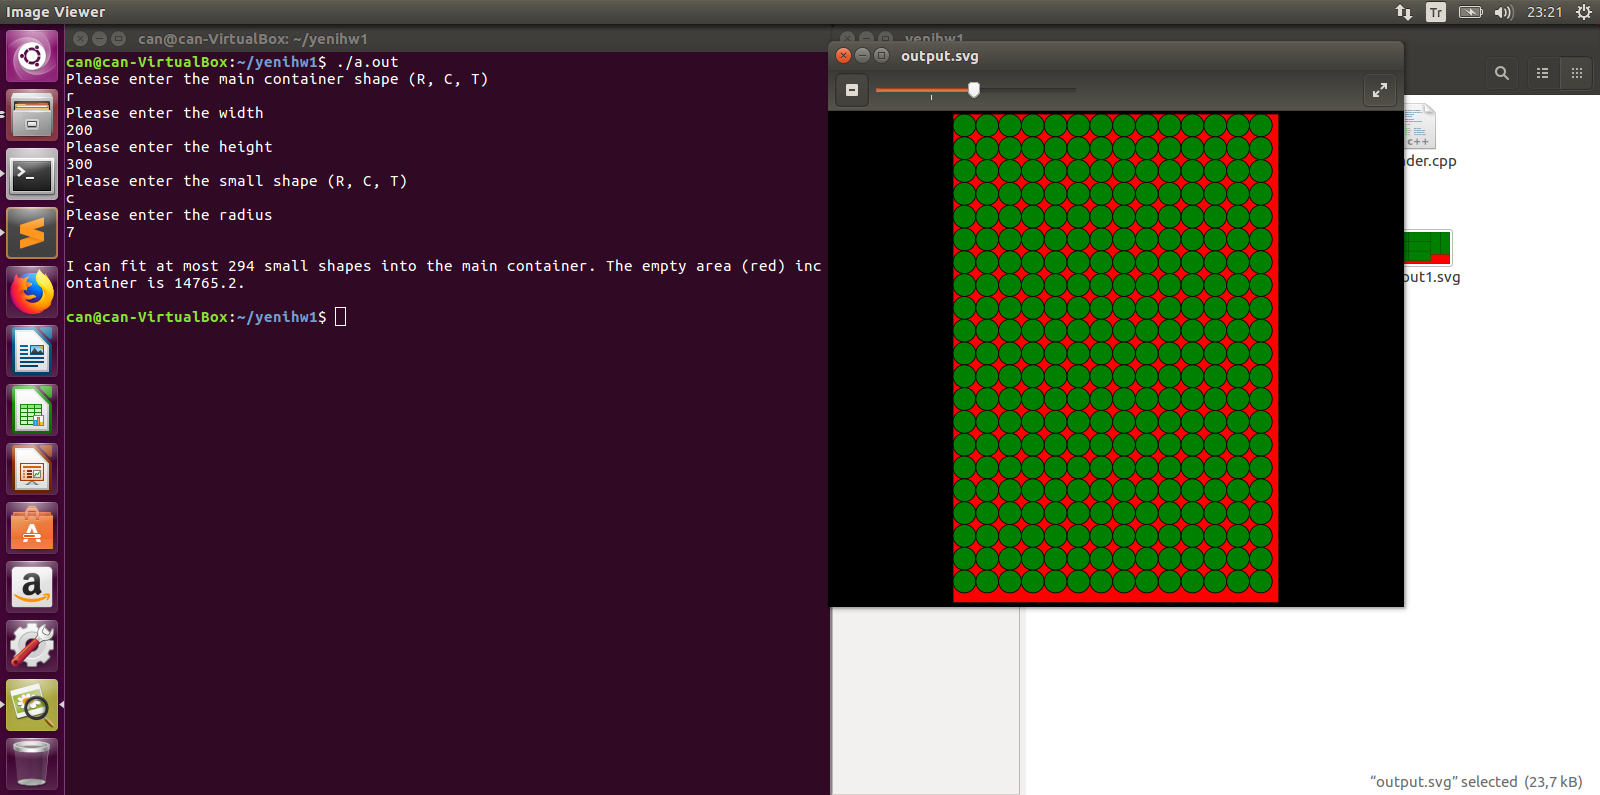 Image Viewer
Tr
23:21
can@can-VirtualBox: ~/yenihw1
yenihw1
output.svg
can@can-VirtualBox:~/yenihw1$ ./a.out
Please enter the main container shape (R, C, T)
r
Please enter the width
200
Please enter the height
300
Please enter the small shape (R, C, T)
c
Please enter the radius
7
I can fit at most 294 small shapes into the main container. The empty area (red) inc
ontainer is 14765.2.
can@can-VirtualBox:~/yenihw1$
c++
der.cpp
out1.svg
“output.svg” selected (23,7 kB)